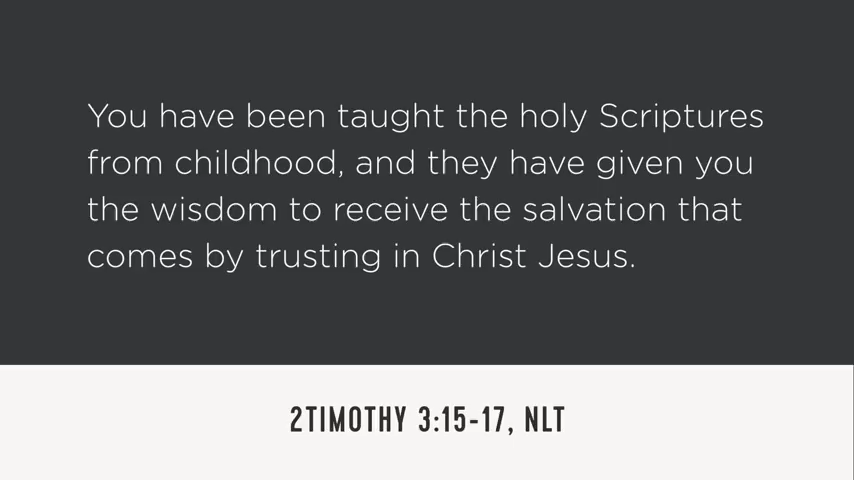 You have been taught the holy Scriptures
from childhood, and they have given you
the wisdom to receive the salvation that
comes by trusting in Christ Jesus.
2TIMOTHY 3:15-17, NLT